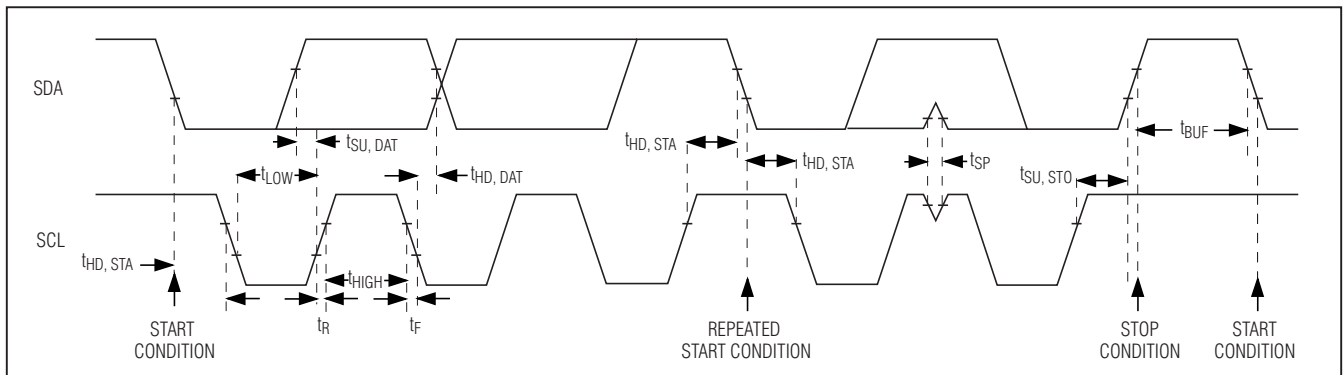 SDA
tSU, DAT
tHD, STA
tBUF
tLOW
tHD, DAT
tHD, STA
tSP
tSU, STO
SCL
tHD, STA
tHIGH
tR
tF
START
CONDITION
REPEATED
START CONDITION
STOP
CONDITION
START
CONDITION